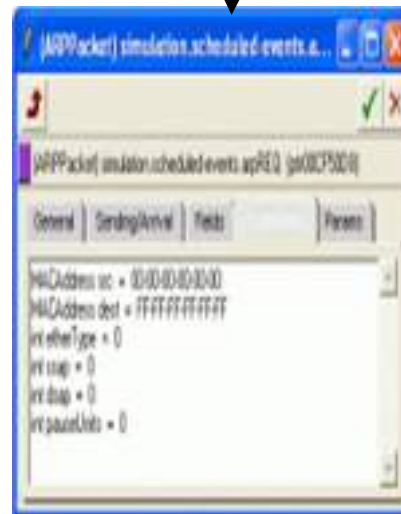 (ARPPacket) simulation.scheduled-events.a...
(ARPPacket) simulation.scheduled-events.arpREQ (ptr00CF50D8)
General Sending/Arrival Fields Params
MACAddress src = 00-00-00-00-00-00
MACAddress dest = FF-FF-FF-FF-FF-FF
int etherType = 0
int ssap = 0
int dsap = 0
int pauseUnits = 0